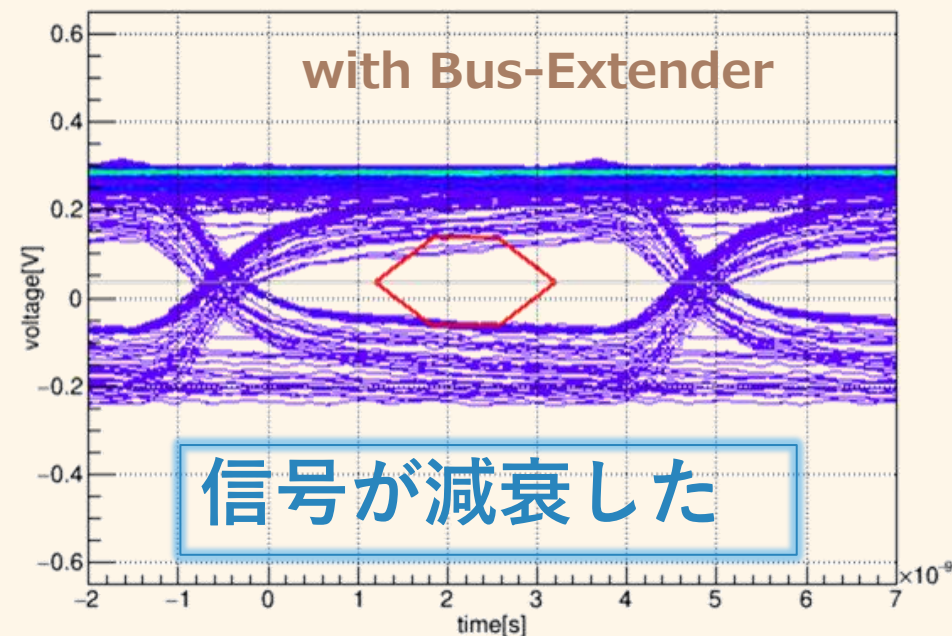 with Bus-Extender
0.6
0.4
0.2
0
−0.2
−0.4
−0.6
voltage[V]
信号が減衰した
−2 −1 0 1 2 3 4 5 6 7
×10⁻⁹
time[s]